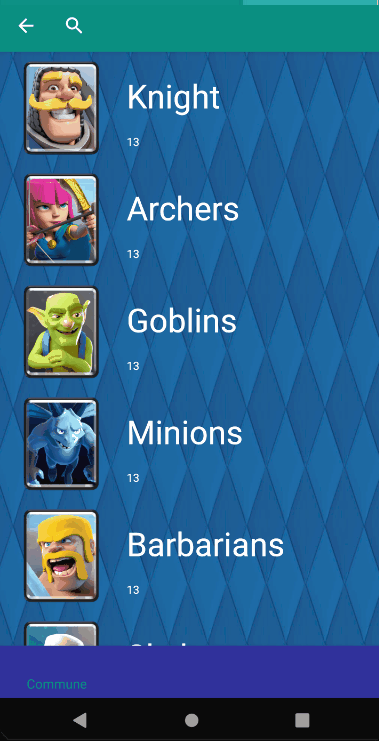 Knight
13
Archers
13
Goblins
13
Minions
13
Barbarians
13
Commune